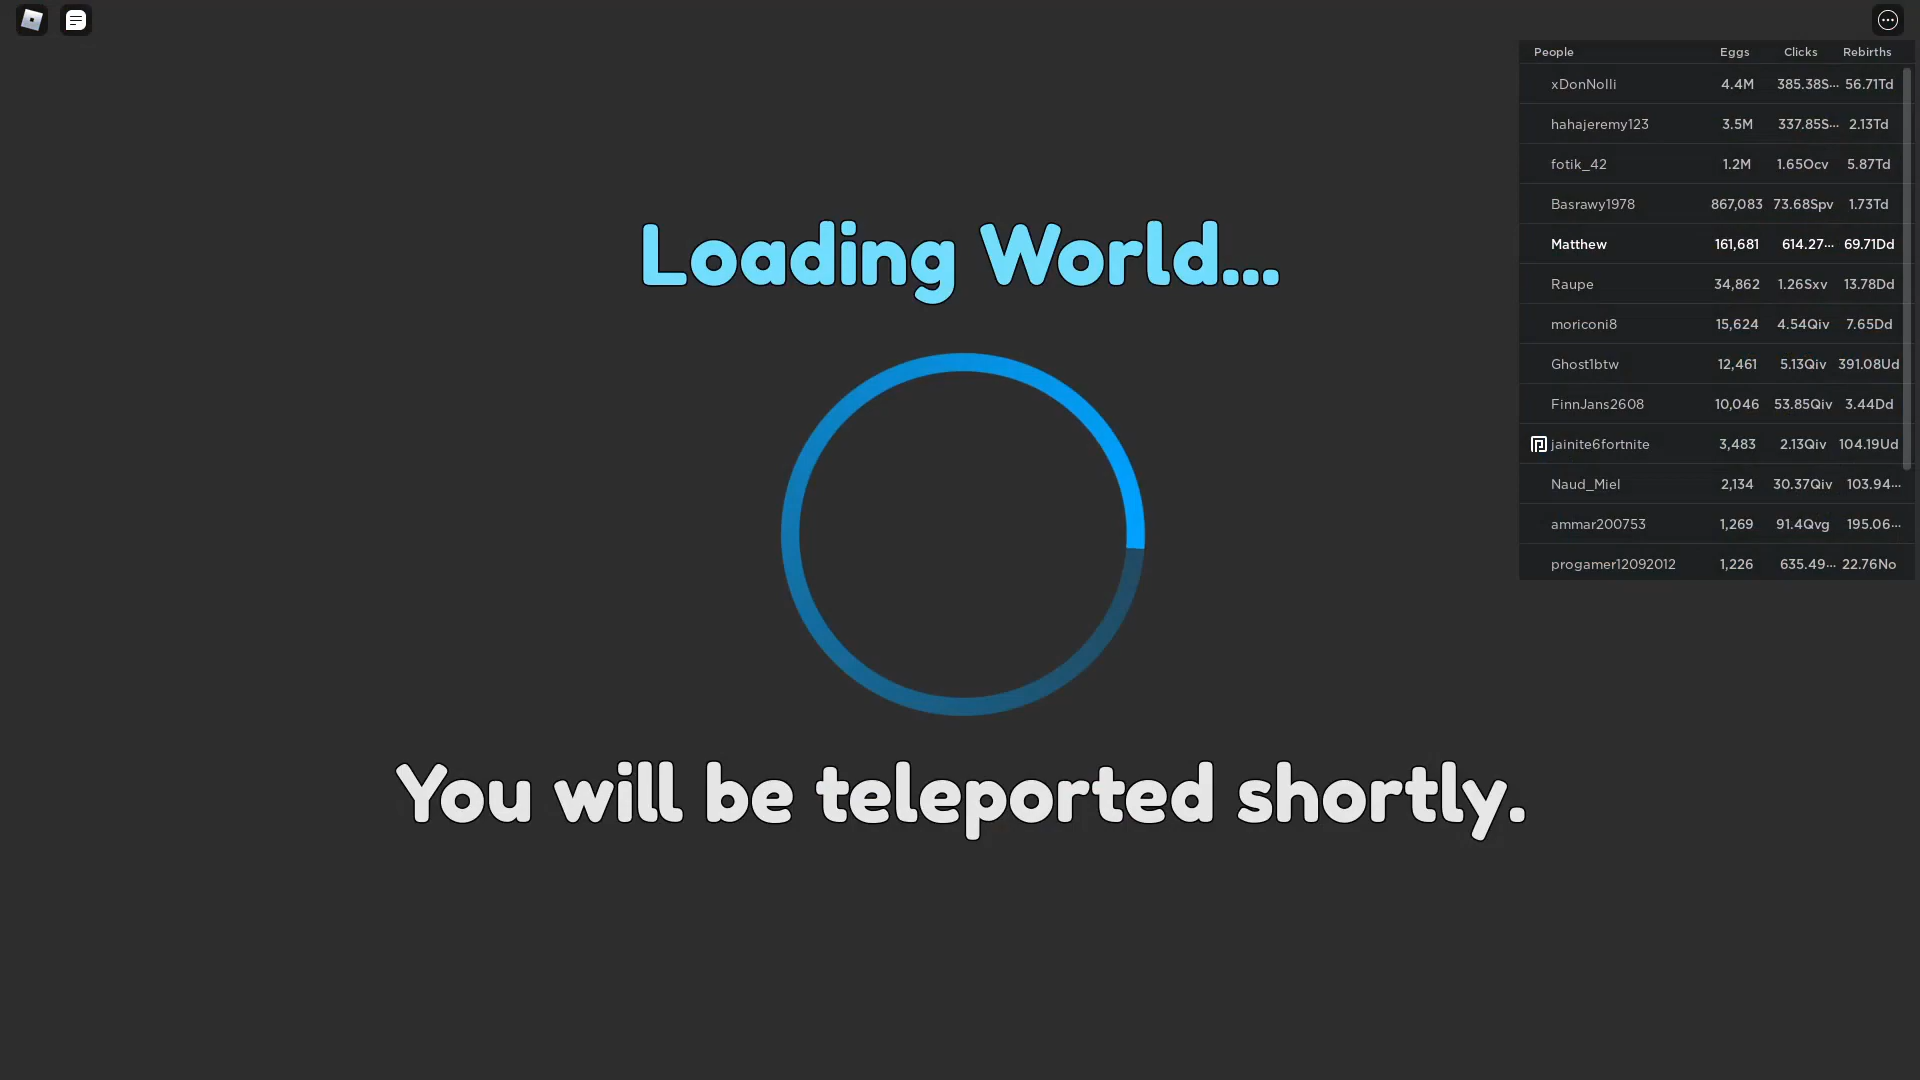 People Eggs Clicks Rebirths
xDonNolli 4.4M 385.38S... 56.71Td
hahajeremy123 3.5M 337.85S... 2.13Td
fotik_42 1.2M 1.65Ocv 5.87Td
Basrawy1978 867,083 73.68Spv 1.73Td
Matthew 161,681 614.27... 69.71Dd
Raupe 34,862 1.26Sxv 13.78Dd
moriconi8 15,624 4.54Qiv 7.65Dd
Ghost1btw 12,461 5.13Qiv 391.08Ud
FinnJans2608 10,046 53.85Qiv 3.44Dd
jainite6fortnite 3,483 2.13Qiv 104.19Ud
Naud_Miel 2,134 30.37Qiv 103.94...
ammar200753 1,269 91.4Qvg 195.06...
progamer12092012 1,226 635.49... 22.76No
Loading World...
You will be teleported shortly.